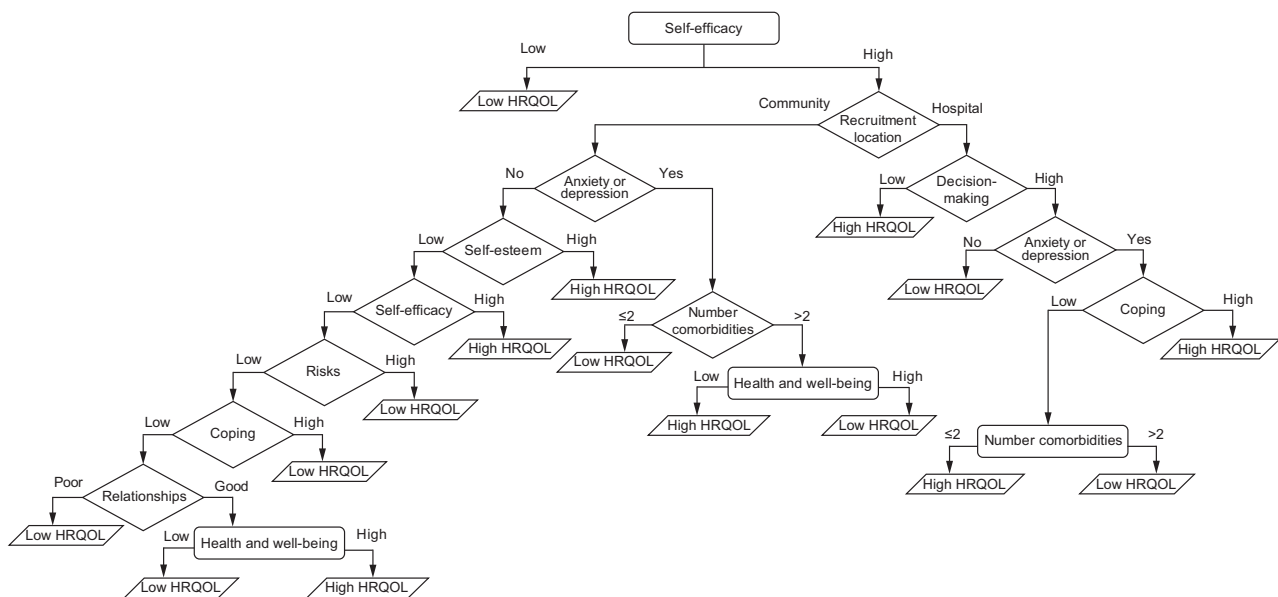 Self-efficacy
Low
High
Low HRQOL
Community
Hospital
Recruitment
location
No
Anxiety or
depression
Yes
Low
Decision-
making
High
High HRQOL
Low
Self-esteem
High
No
Anxiety or
depression
Yes
High HRQOL
Low HRQOL
Low
Self-efficacy
High
≤2
Number
comorbidities
>2
Low
Coping
High
High HRQOL
Low HRQOL
High HRQOL
Low
Risks
High
Low
Health and well-being
High
Low HRQOL
High HRQOL
Low HRQOL
Low
Coping
High
≤2
Number comorbidities
>2
Low HRQOL
High HRQOL
Low HRQOL
Poor
Relationships
Good
Low HRQOL
Low
Health and well-being
High
Low HRQOL
High HRQOL